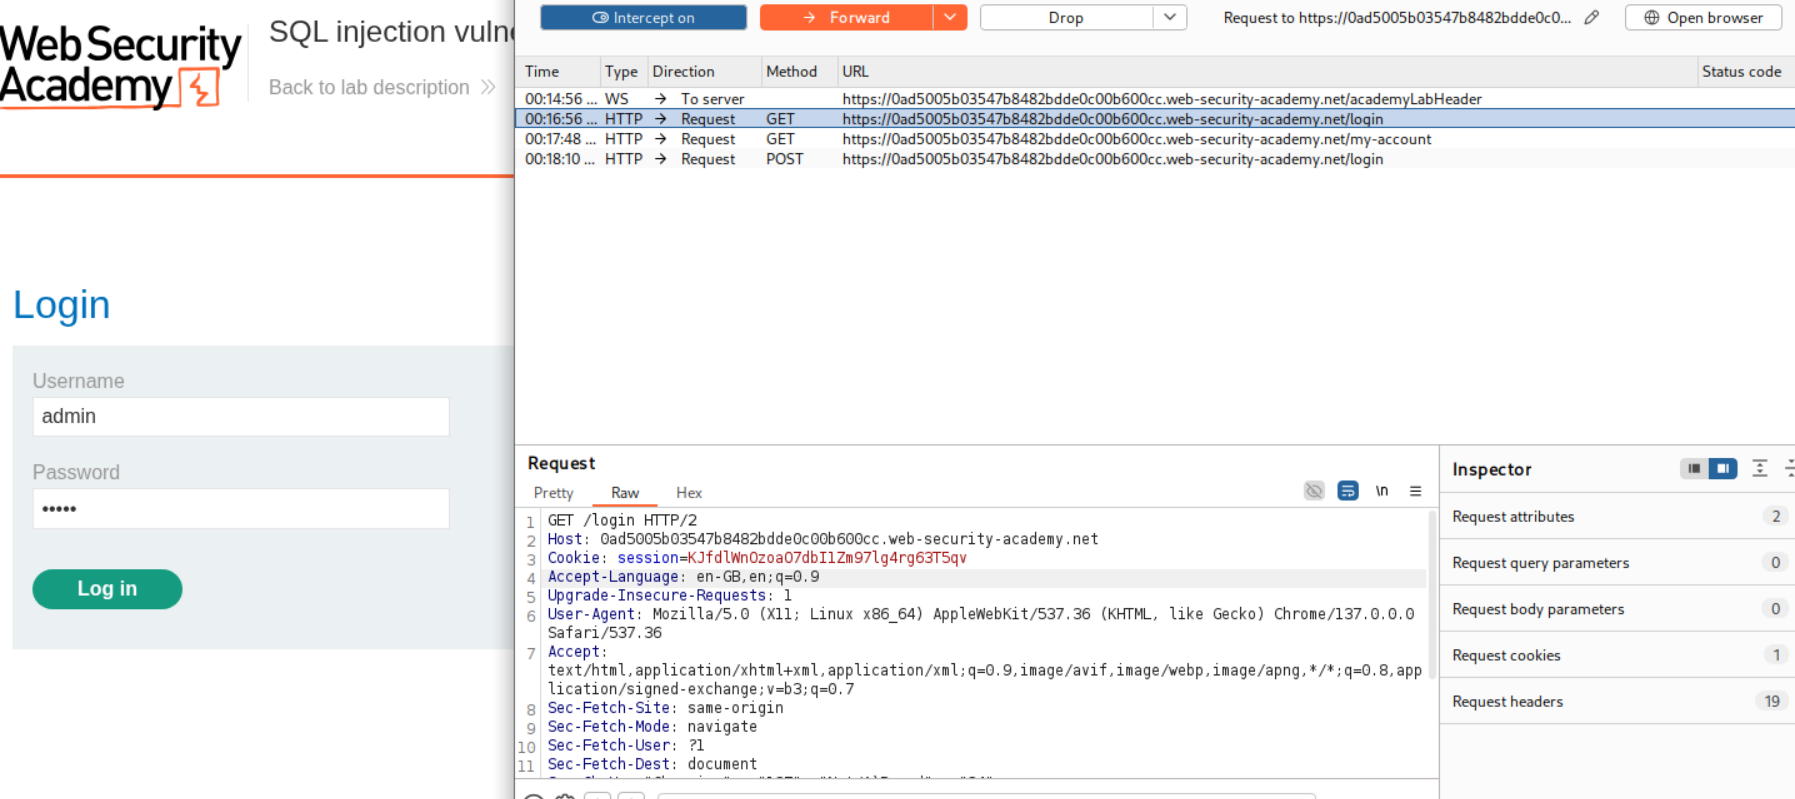 Web Security
Academy
SQL injection vulne
Back to lab description
Login
Username
admin
Password
•••••
Log in
Intercept on
Forward
Drop
Request to https://0ad5005b03547b8482bdde0c0...
Open browser
Time Type Direction Method URL Status code
00:14:56 ... WS → To server https://0ad5005b03547b8482bdde0c00b600cc.web-security-academy.net/academyLabHeader
00:16:56 ... HTTP → Request GET https://0ad5005b03547b8482bdde0c00b600cc.web-security-academy.net/login
00:17:48 ... HTTP → Request GET https://0ad5005b03547b8482bdde0c00b600cc.web-security-academy.net/my-account
00:18:10 ... HTTP → Request POST https://0ad5005b03547b8482bdde0c00b600cc.web-security-academy.net/login
Request
Pretty Raw Hex
\n
1 GET /login HTTP/2
2 Host: 0ad5005b03547b8482bdde0c00b600cc.web-security-academy.net
3 Cookie: session=KJfdlWnOzoaO7dbI1Zm97lg4rg63T5qv
4 Accept-Language: en-GB,en;q=0.9
5 Upgrade-Insecure-Requests: 1
6 User-Agent: Mozilla/5.0 (X11; Linux x86_64) AppleWebKit/537.36 (KHTML, like Gecko) Chrome/137.0.0.0
Safari/537.36
7 Accept:
text/html,application/xhtml+xml,application/xml;q=0.9,image/avif,image/webp,image/apng,*/*;q=0.8,app
lication/signed-exchange;v=b3;q=0.7
8 Sec-Fetch-Site: same-origin
9 Sec-Fetch-Mode: navigate
10 Sec-Fetch-User: ?1
11 Sec-Fetch-Dest: document
Inspector
Request attributes 2
Request query parameters 0
Request body parameters 0
Request cookies 1
Request headers 19